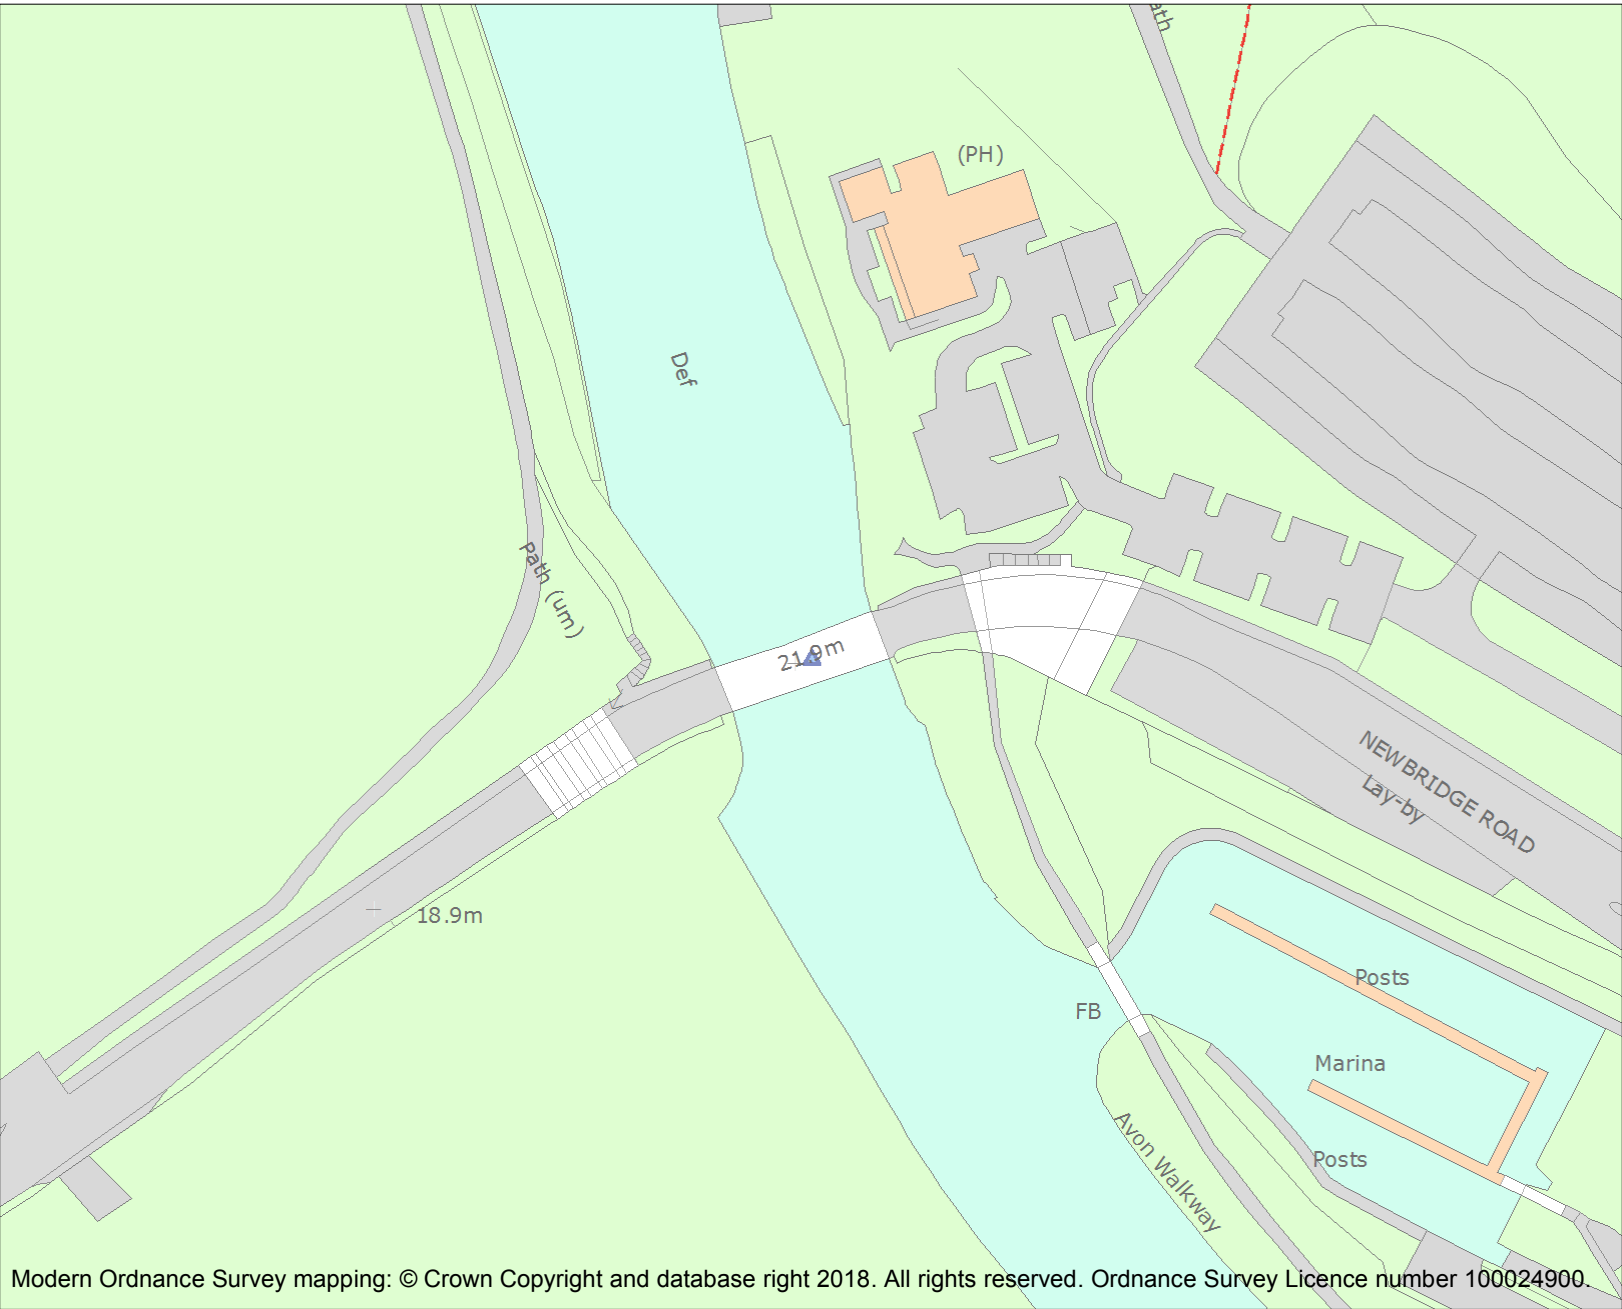 ath
(PH)
Def
Path (um)
21.9m
NEWBRIDGE ROAD
Lay-by
18.9m
Posts
FB
Marina
Avon Walkway
Posts
Modern Ordnance Survey mapping: © Crown Copyright and database right 2018. All rights reserved. Ordnance Survey Licence number 100024900.